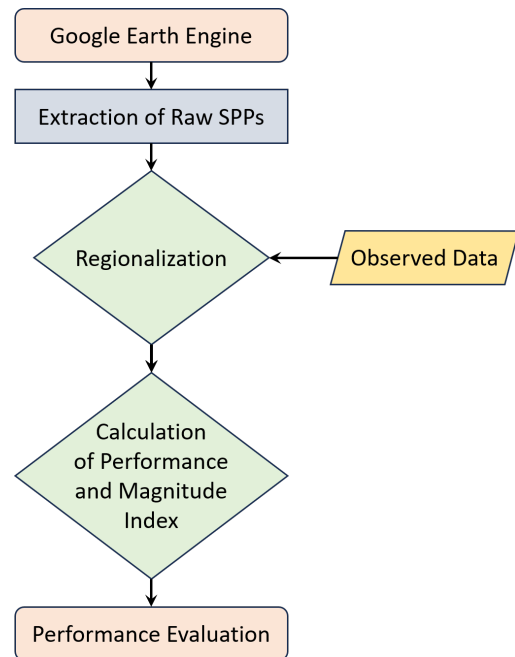 Google Earth Engine
Extraction of Raw SPPs
Regionalization
Observed Data
Calculation
of Performance
and Magnitude
Index
Performance Evaluation